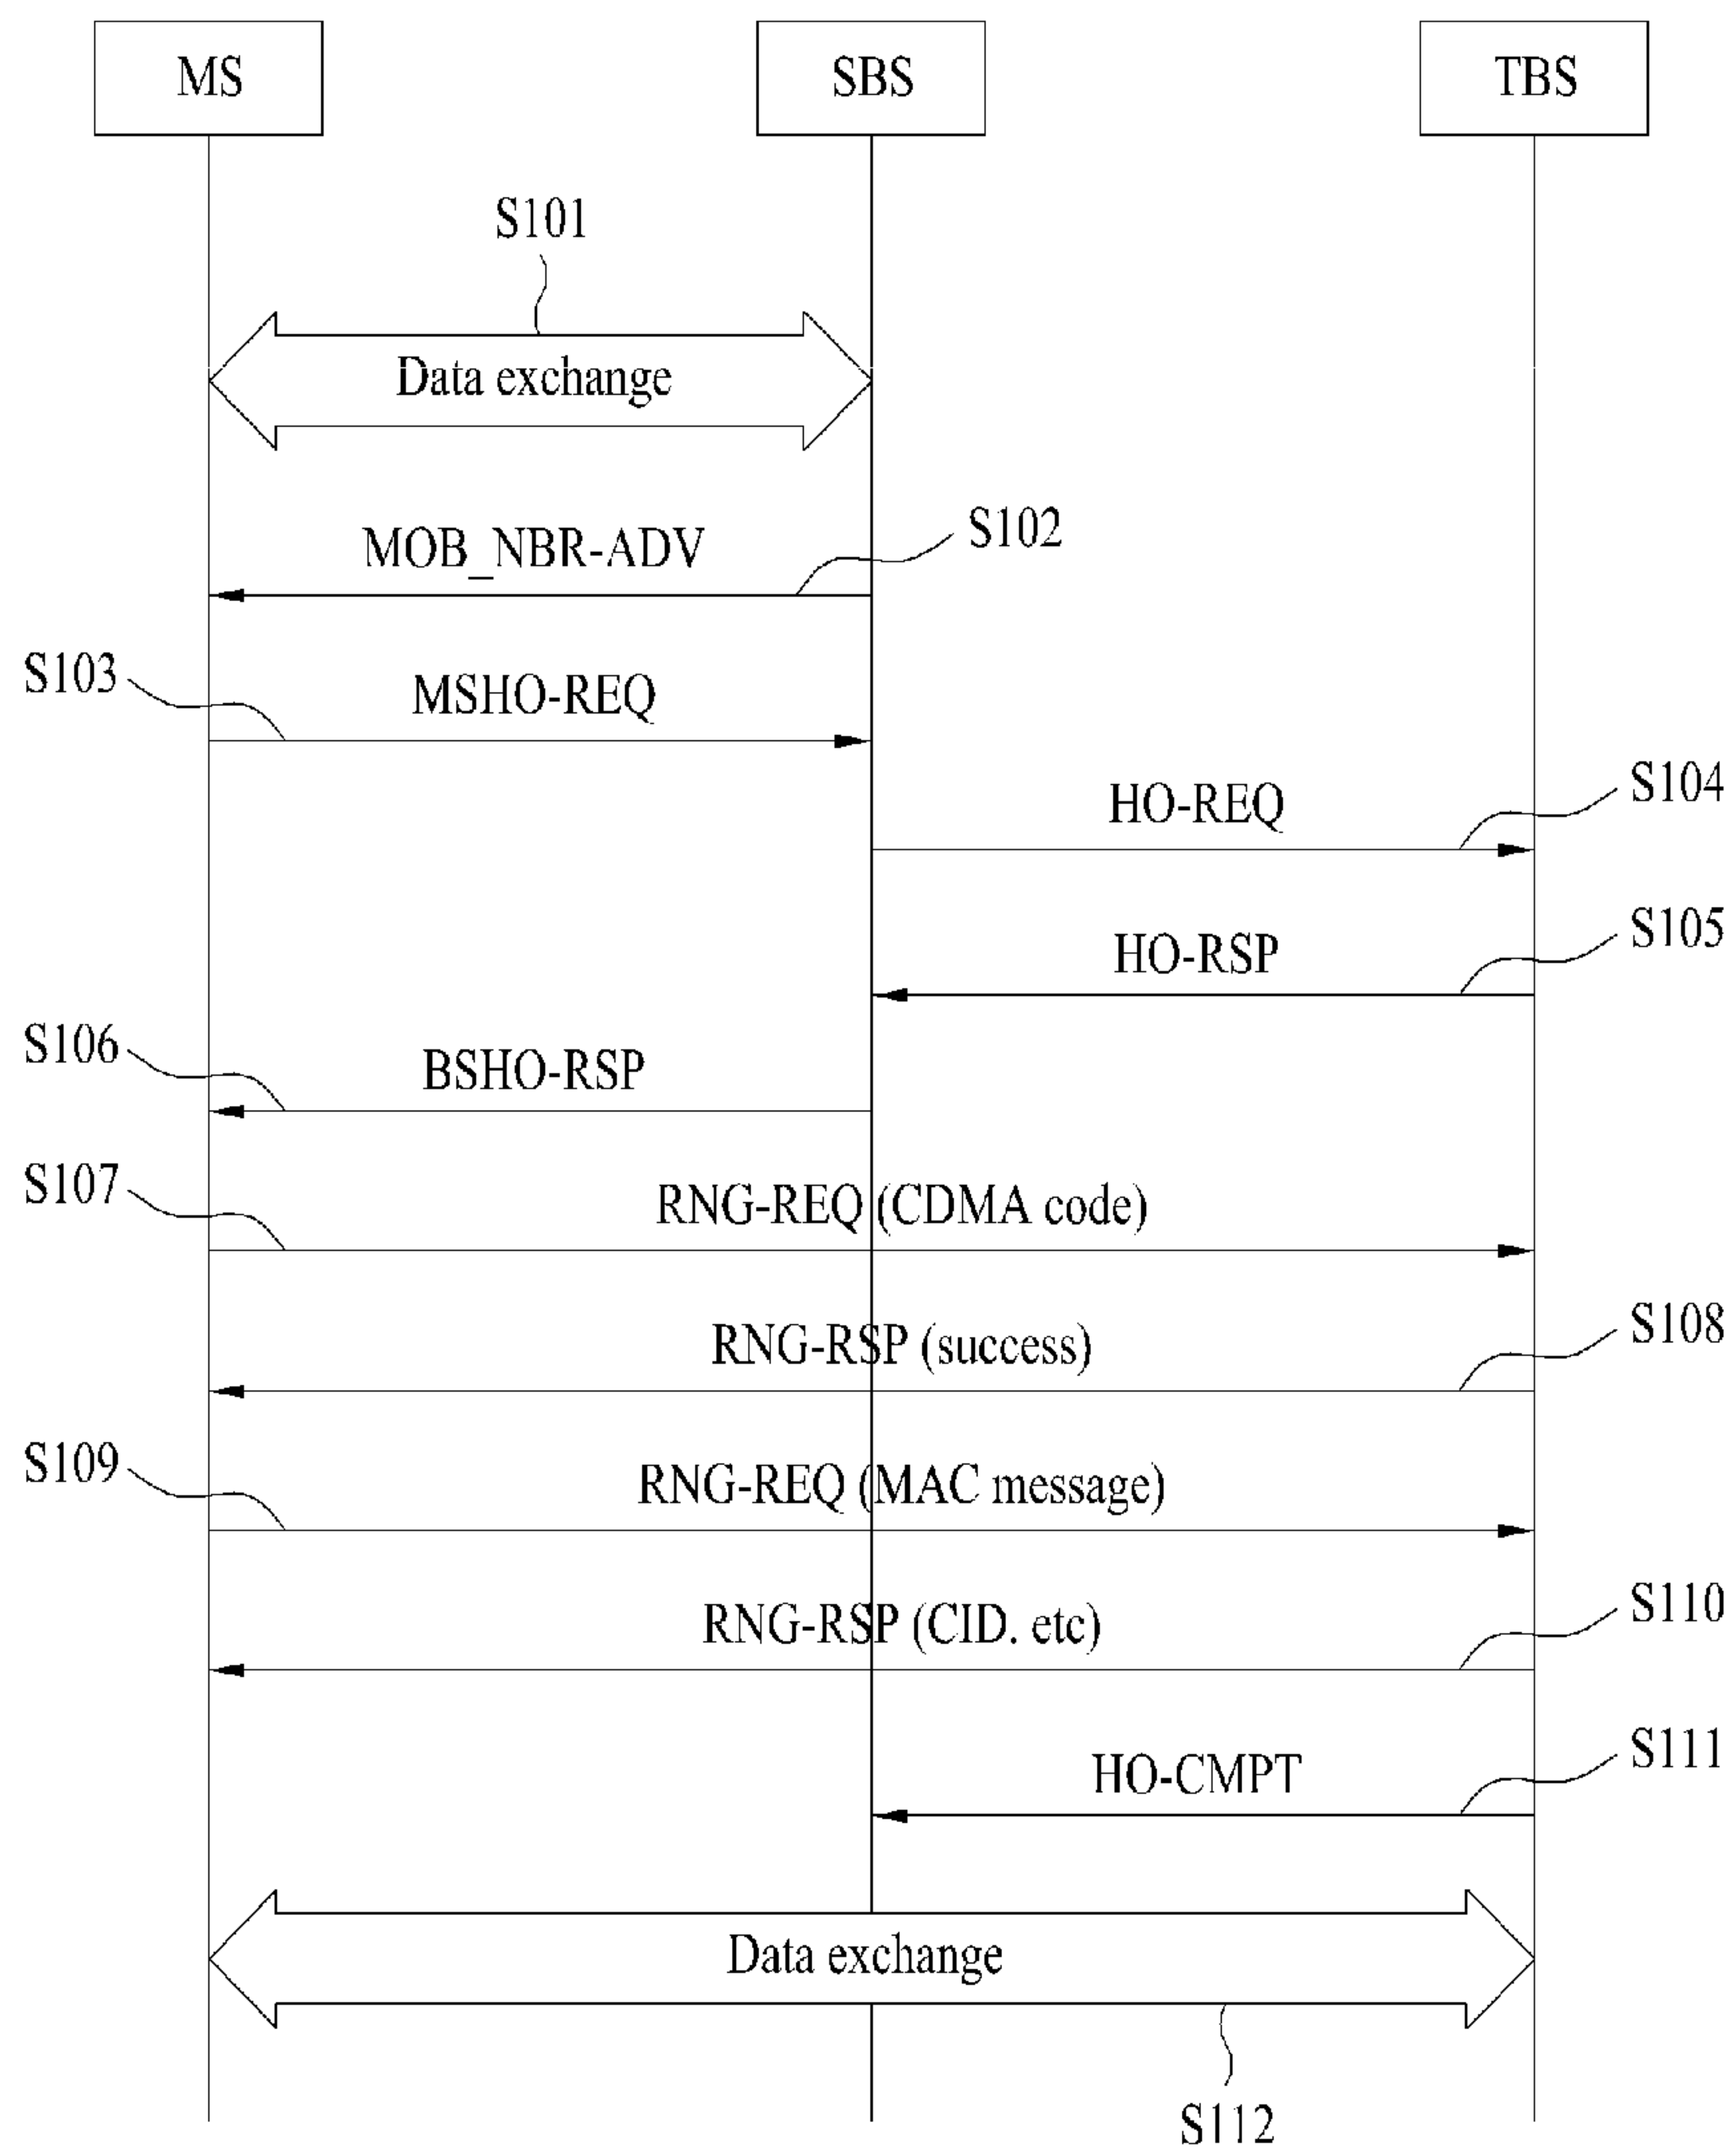 MS
SBS
TBS
S101
Data exchange
S102
MOB_NBR-ADV
S103
MSHO-REQ
S104
HO-REQ
S105
HO-RSP
S106
BSHO-RSP
S107
RNG-REQ (CDMA code)
S108
RNG-RSP (success)
S109
RNG-REQ (MAC message)
S110
RNG-RSP (CID. etc)
S111
HO-CMPT
Data exchange
S112